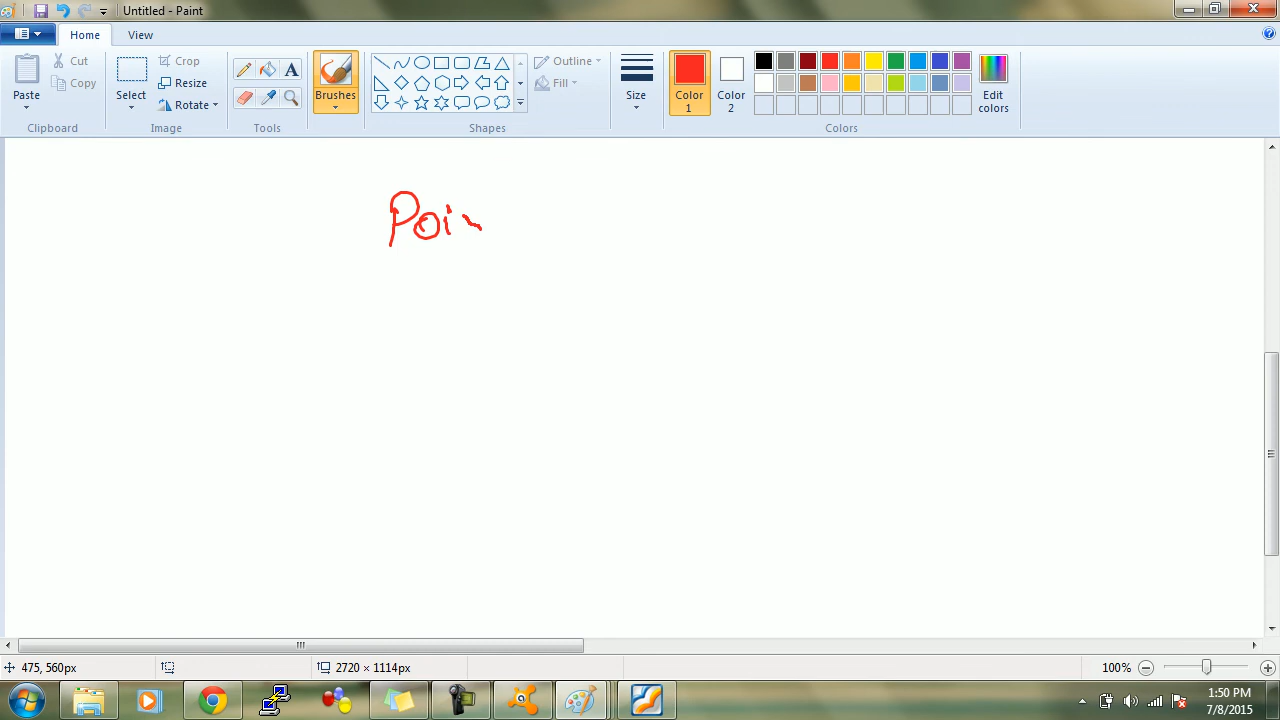 Untitled - Paint
Home
View
Paste
Cut
Copy
Clipboard
Select
Crop
Resize
Rotate
Image
Tools
Brushes
Shapes
Outline
Fill
Size
Color 1
Color 2
Edit colors
Colors
Poi
475, 560px
2720 × 1114px
100%
1:50 PM
7/8/2015